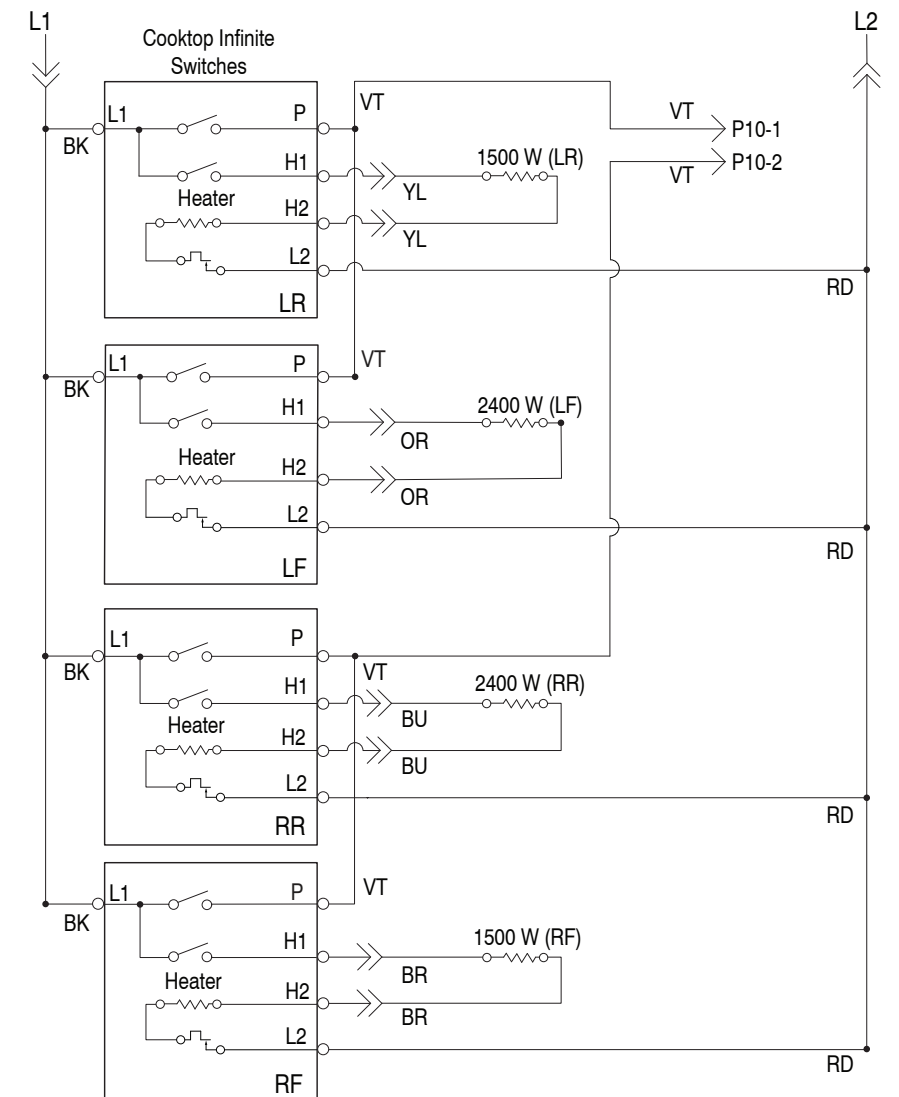 L1
L2
Cooktop Infinite
Switches
L1
P
VT
VT
P10-1
BK
H1
1500 W (LR)
VT
P10-2
YL
Heater
H2
YL
L2
RD
LR
L1
P
VT
BK
H1
2400 W (LF)
OR
Heater
H2
OR
L2
RD
LF
L1
P
BK
VT
H1
2400 W (RR)
BU
Heater
H2
BU
L2
RD
RR
L1
P
VT
BK
H1
1500 W (RF)
BR
Heater
H2
BR
L2
RD
RF